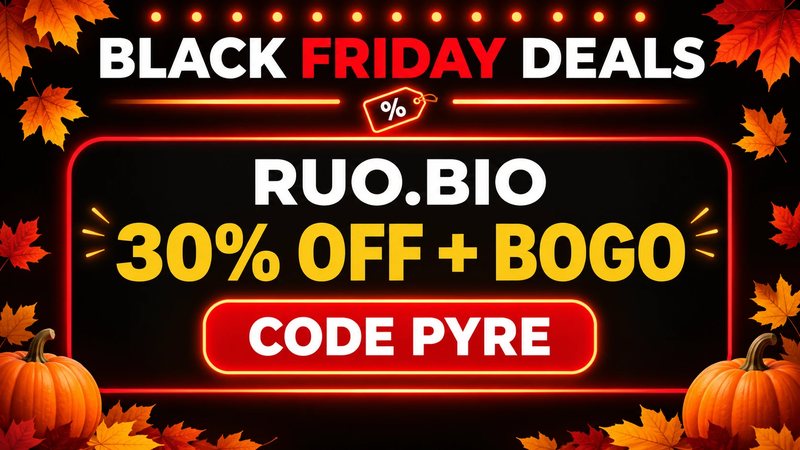 BLACK FRIDAY DEALS
%
RUO.BIO
30% OFF + BOGO
CODE PYRE